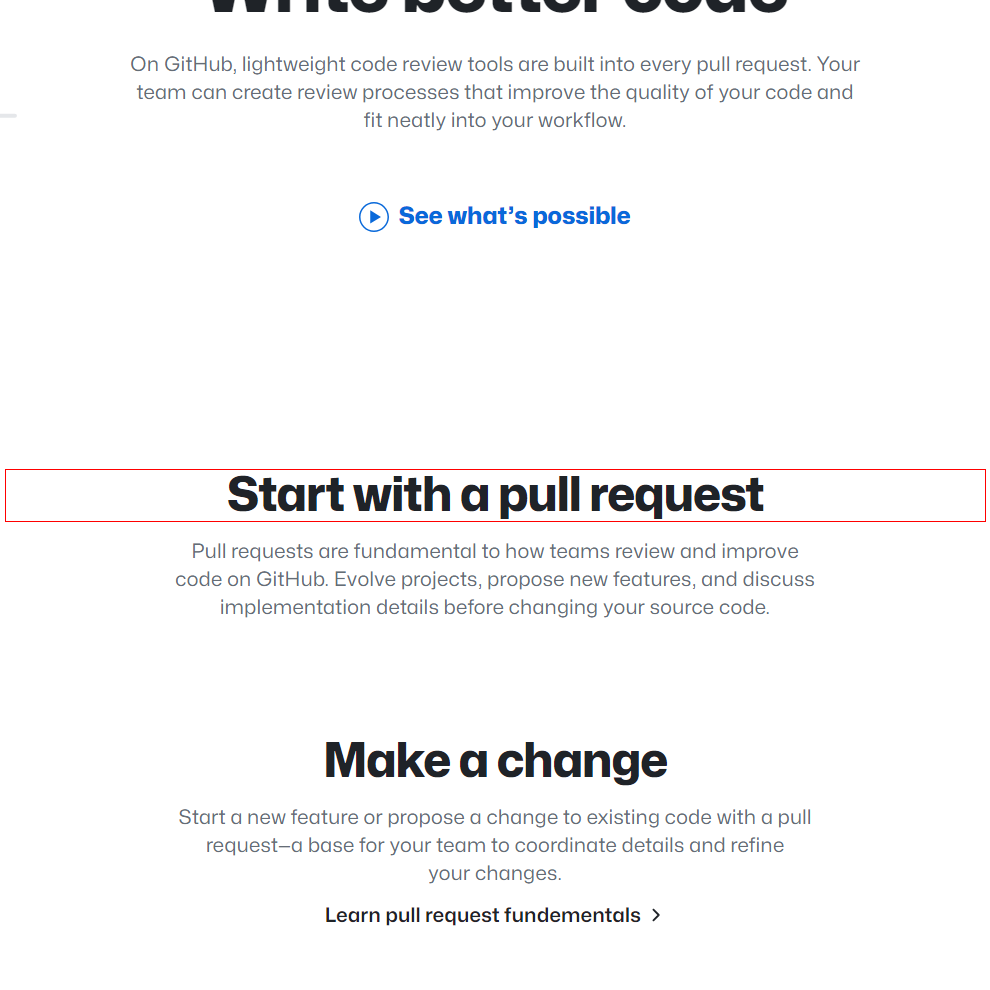 Write better code
On GitHub, lightweight code review tools are built into every pull request. Your
team can create review processes that improve the quality of your code and
fit neatly into your workflow.
See what’s possible
Start with a pull request
Pull requests are fundamental to how teams review and improve
code on GitHub. Evolve projects, propose new features, and discuss
implementation details before changing your source code.
Make a change
Start a new feature or propose a change to existing code with a pull
request—a base for your team to coordinate details and refine
your changes.
Learn pull request fundementals